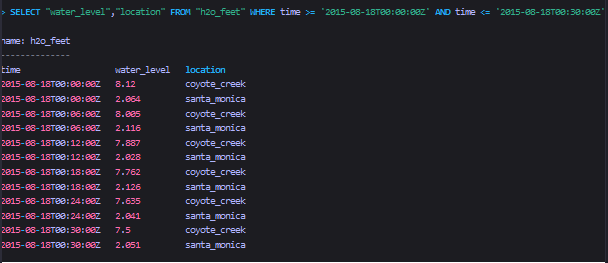 > SELECT "water_level","location" FROM "h2o_feet" WHERE time >= '2015-08-18T00:00:00Z' AND time <= '2015-08-18T00:30:00Z'
name: h2o_feet
--------------
time water_level location
2015-08-18T00:00:00Z 8.12 coyote_creek
2015-08-18T00:00:00Z 2.064 santa_monica
2015-08-18T00:06:00Z 8.005 coyote_creek
2015-08-18T00:06:00Z 2.116 santa_monica
2015-08-18T00:12:00Z 7.887 coyote_creek
2015-08-18T00:12:00Z 2.028 santa_monica
2015-08-18T00:18:00Z 7.762 coyote_creek
2015-08-18T00:18:00Z 2.126 santa_monica
2015-08-18T00:24:00Z 7.635 coyote_creek
2015-08-18T00:24:00Z 2.041 santa_monica
2015-08-18T00:30:00Z 7.5 coyote_creek
2015-08-18T00:30:00Z 2.051 santa_monica